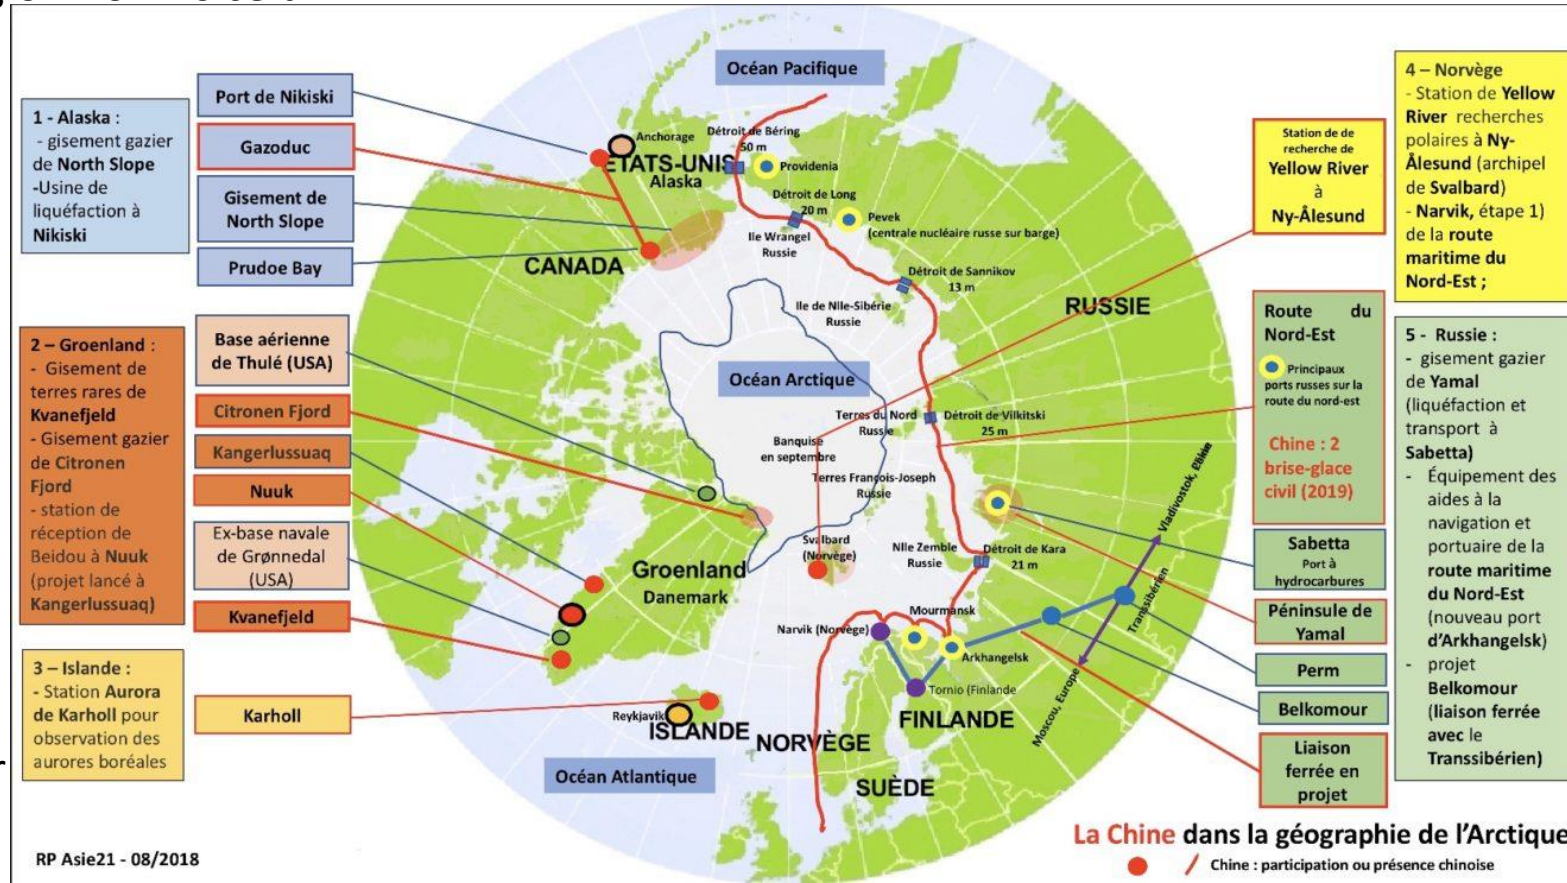 1 - Alaska :
- gisement gazier
de North Slope
-Usine de
liquéfaction à
Nikiski
2 – Groenland :
- Gisement de
terres rares de
Kvanefjeld
- Gisement gazier
de Citronen
Fjord
- station de
réception de
Beidou à Nuuk
(projet lancé à
Kangerlussuaq)
3 – Islande :
- Station Aurora
de Karholl pour
observation des
aurores boréales
Port de Nikiski
Gazoduc
Gisement de
North Slope
Prudoe Bay
Base aérienne
de Thulé (USA)
Citronen Fjord
Kangerlussuaq
Nuuk
Ex-base navale
de Grønnedal
(USA)
Kvanefjeld
Karholl
Océan Pacifique
Anchorage
ETATS-UNIS
Alaska
CANADA
Détroit de Béring
50 m
Providenia
Détroit de Long
20 m
Ile Wrangel
Russie
Pevek
(centrale nucléaire russe sur barge)
Détroit de Sannikov
13 m
Ile de Nlle-Sibérie
Russie
RUSSIE
Océan Arctique
Terres du Nord
Russie
Détroit de Vilkitski
25 m
Banquise
en septembre
Terres François-Joseph
Russie
Svalbard
(Norvège)
Nlle Zemble
Russie
Détroit de Kara
21 m
Groenland
Danemark
Mourmansk
Narvik (Norvège)
Arkhangelsk
Tornio (Finlande
Reykjavik
ISLANDE
NORVÈGE
FINLANDE
SUÈDE
Océan Atlantique
Vladivostok,
Transsibérien
Moscou, Europe
Station de de
recherche de
Yellow River
à
Ny-Ålesund
Route du
Nord-Est
Principaux
ports russes sur la
route du nord-est
Chine : 2
brise-glace
civil (2019)
Sabetta
Port à
hydrocarbures
Péninsule de
Yamal
Perm
Belkomour
Liaison
ferrée en
projet
4 – Norvège
- Station de Yellow
River recherches
polaires à Ny-
Ålesund (archipel
de Svalbard)
- Narvik, étape 1)
de la route
maritime du
Nord-Est ;
5 - Russie :
- gisement gazier
de Yamal
(liquéfaction et
transport à
Sabetta)
- Équipement des
aides à la
navigation et
portuaire de la
route maritime
du Nord-Est
(nouveau port
d'Arkhangelsk)
- projet
Belkomour
(liaison ferrée
avec le
Transsibérien)
La Chine dans la géographie de l'Arctique
Chine : participation ou présence chinoise
RP Asie21 - 08/2018